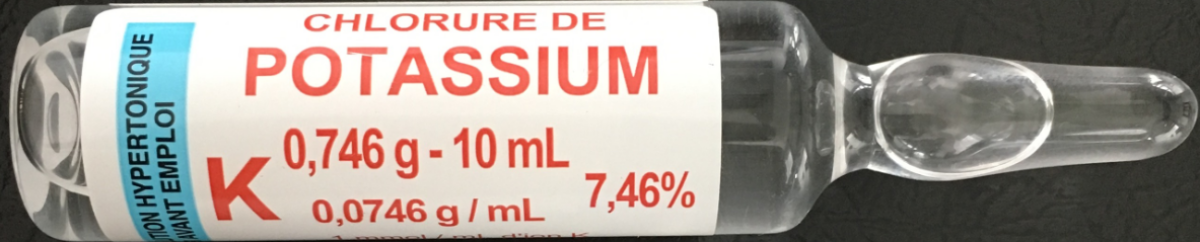 CHLORURE DE
POTASSIUM
K
0,746 g - 10 mL
0,0746 g / mL
7,46%
HYPERTONIQUE
AVANT EMPLOI